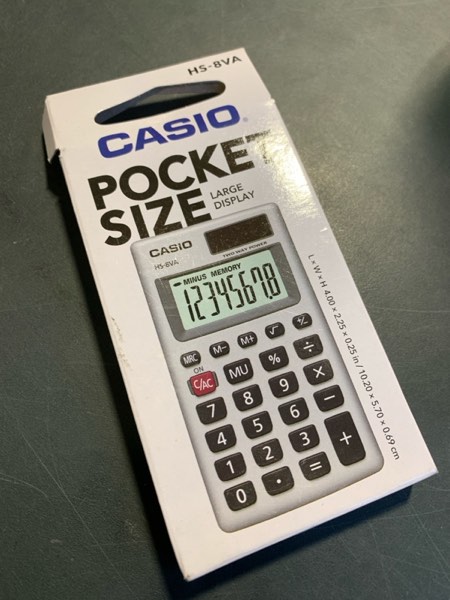 HS-8VA
CASIO®
POCKET
SIZE
LARGE
DISPLAY
CASIO
HS-8VA
TWO WAY POWER
MINUS MEMORY
12345678
MRC M- M+ √ +/-
ON
C/AC MU % ÷
7 8 9 ×
4 5 6 −
1 2 3 +
0 · =
L × W × H 4.00 × 2.25 × 0.25 in / 10.20 × 5.70 × 0.69 cm